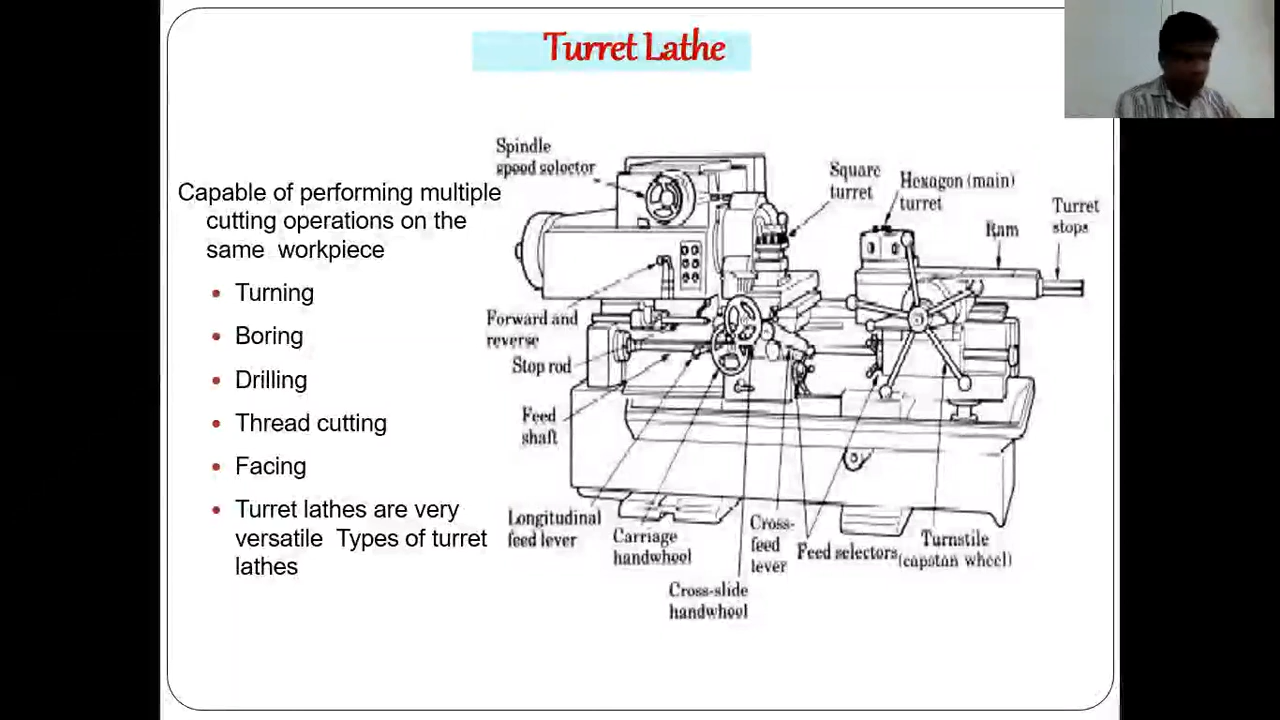 Turret Lathe
Capable of performing multiple
cutting operations on the
same workpiece
• Turning
• Boring
• Drilling
• Thread cutting
• Facing
• Turret lathes are very
versatile Types of turret
lathes
Spindle
speed selector
Square
turret
Hexagon (main)
turret
Ram
Turret
stops
Forward and
reverse
Stop rod
Feed
shaft
Longitudinal
feed lever
Carriage
handwheel
Cross-slide
handwheel
Cross-
feed
lever
Feed selectors
Turnstile
(capstan wheel)